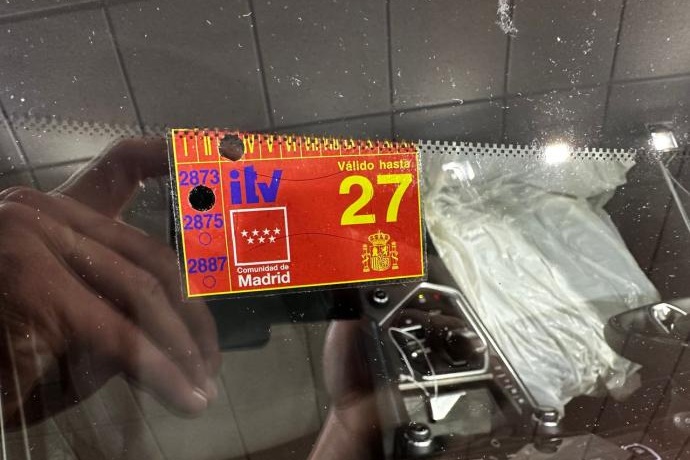 2873
2875
2887
itv
Válido hasta
27
Comunidad de
Madrid